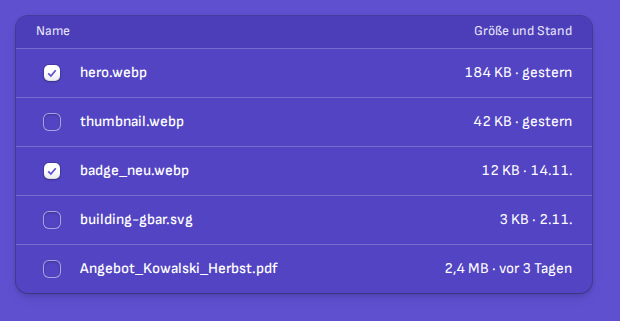 Name Größe und Stand
hero.webp 184 KB · gestern
thumbnail.webp 42 KB · gestern
badge_neu.webp 12 KB · 14.11.
building-gbar.svg 3 KB · 2.11.
Angebot_Kowalski_Herbst.pdf 2,4 MB · vor 3 Tagen